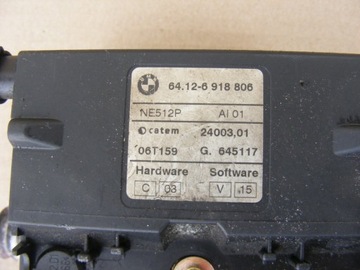 64.12-6 918 806
NE512P AI 01
catem 24003,01
06T159 G. 645117
Hardware Software
C 03 V 15